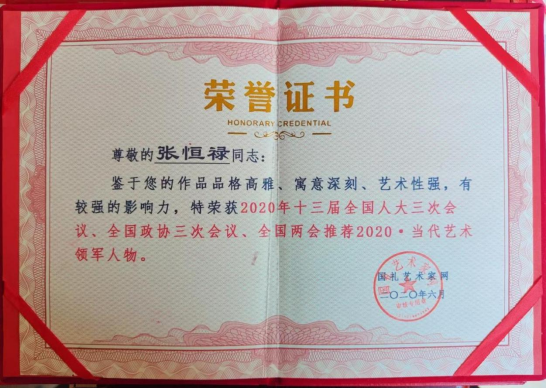 荣誉证书
HONORARY CREDENTIAL
尊敬的张恒禄同志：
鉴于您的作品品格高雅、寓意深刻、艺术性强，有
较强的影响力，特荣获2020年十三届全国人大三次会
议、全国政协三次会议、全国两会推荐2020·当代艺术
领军人物。
国礼艺术家网
二〇二〇年六月